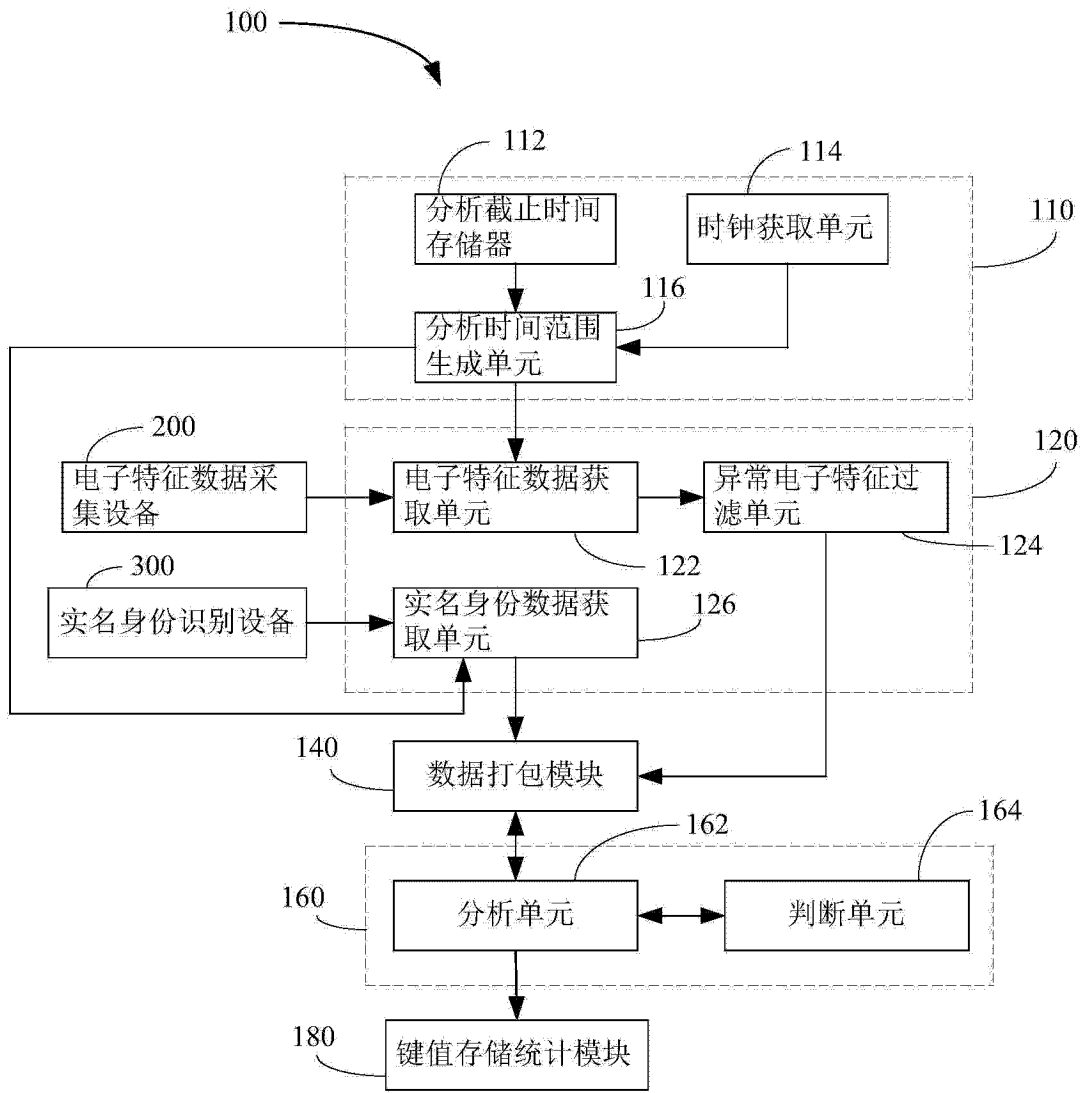 100
112
114
分析截止时间
存储器
时钟获取单元
110
116
分析时间范围
生成单元
200
120
电子特征数据采
集设备
电子特征数据获
取单元
异常电子特征过
滤单元
122
124
300
实名身份识别设备
实名身份数据获
取单元
126
140
数据打包模块
162
164
160
分析单元
判断单元
180
键值存储统计模块